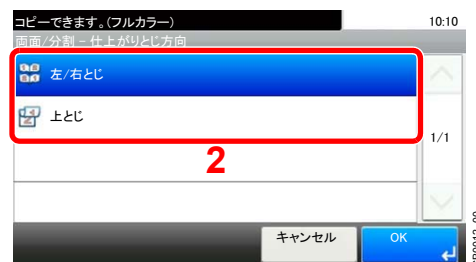 コピーできます。(フルカラー)
10:10
両面/分割 - 仕上がりとじ方向
左/右とじ
上とじ
1/1
2
キャンセル
OK